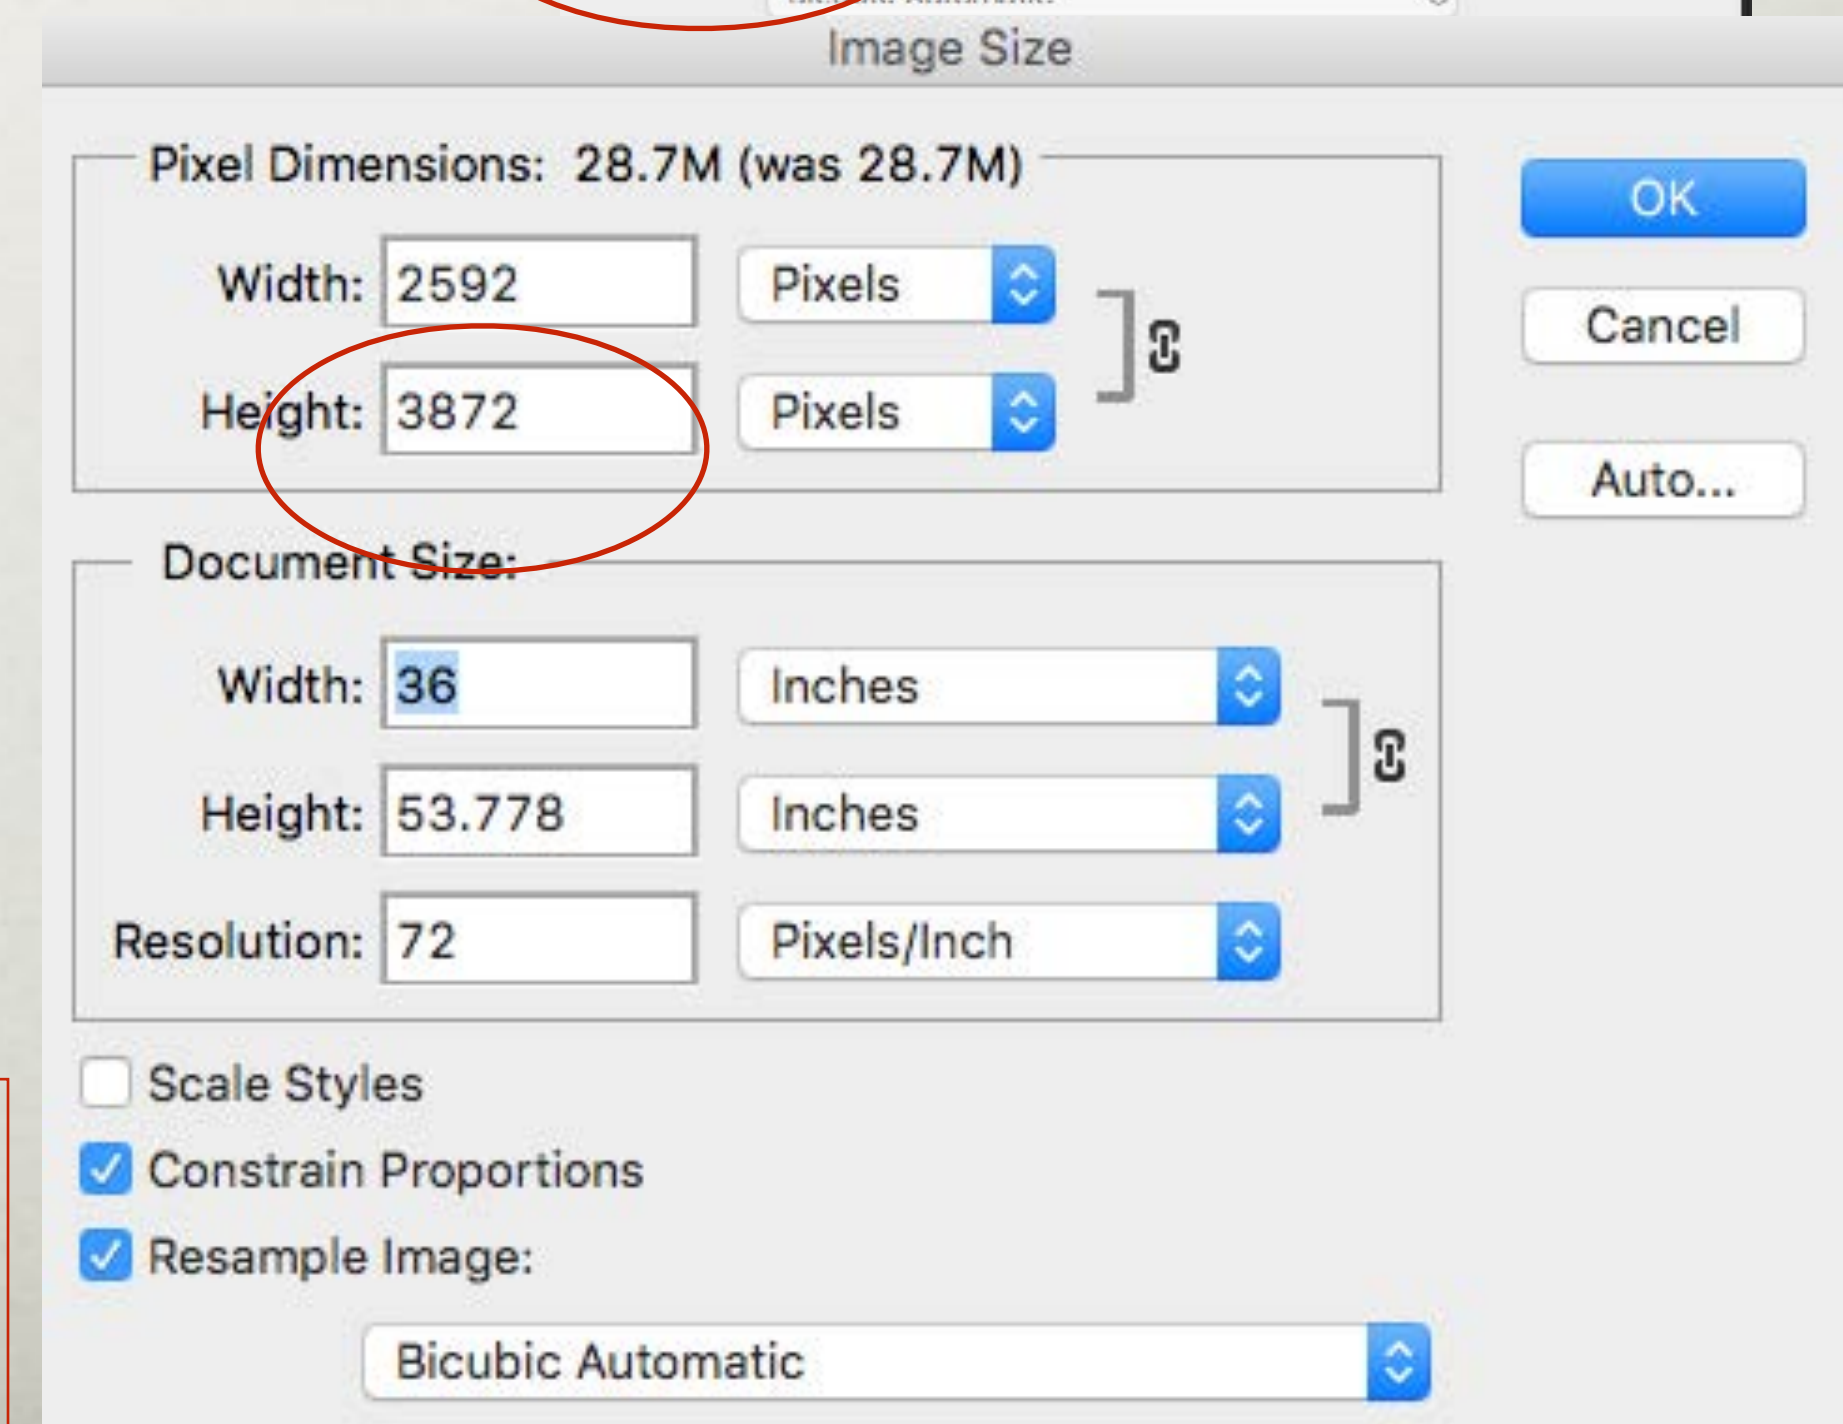 Image Size
Pixel Dimensions: 28.7M (was 28.7M)
OK
Width: 2592 Pixels
Cancel
Height: 3872 Pixels
Auto...
Document Size:
Width: 36 Inches
Height: 53.778 Inches
Resolution: 72 Pixels/Inch
Scale Styles
Constrain Proportions
Resample Image:
Bicubic Automatic